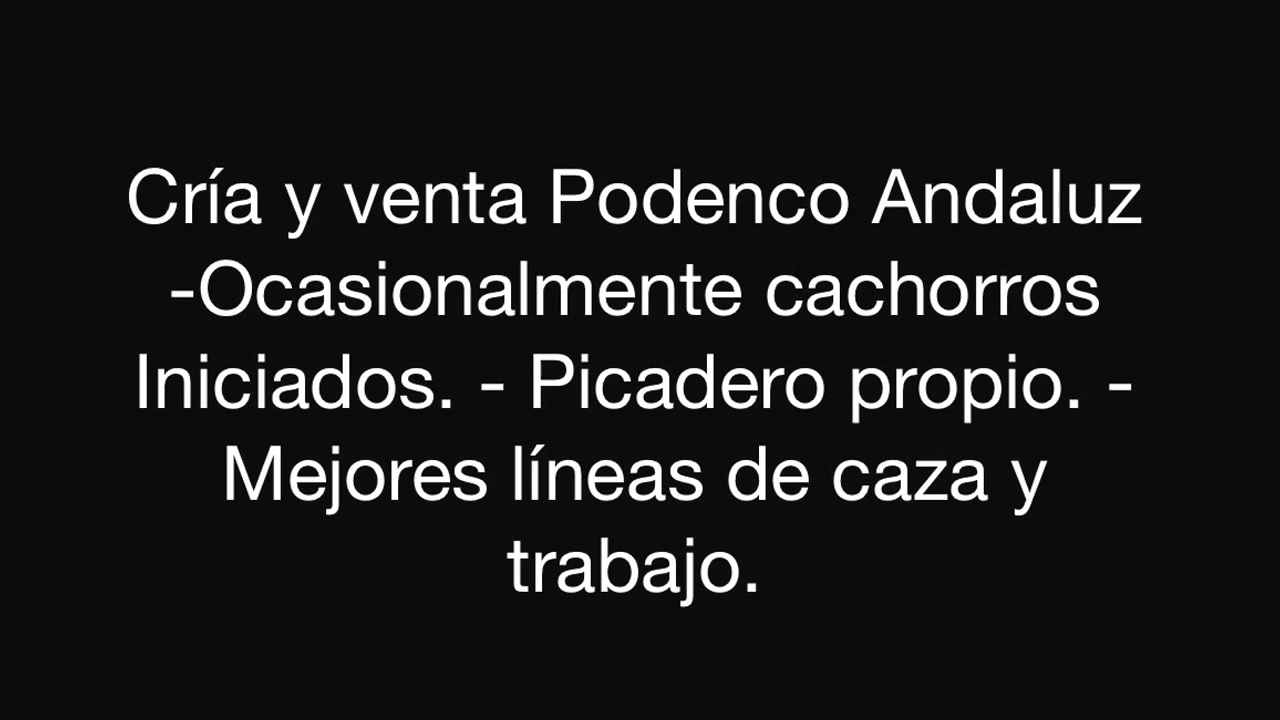 Cría y venta Podenco Andaluz
-Ocasionalmente cachorros
Iniciados. - Picadero propio. -
Mejores líneas de caza y
trabajo.